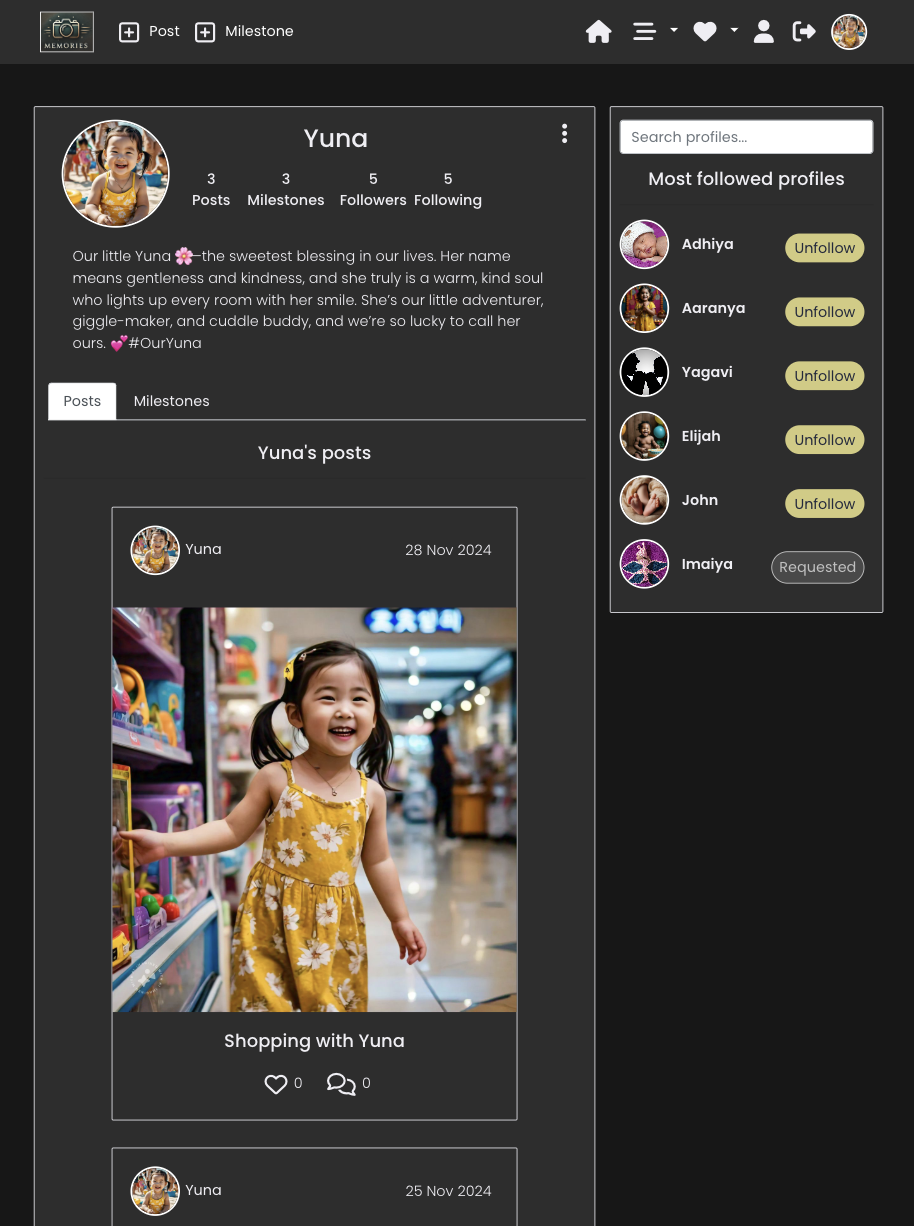 MEMORIES
Post
Milestone
Yuna
3
3
5
5
Posts
Milestones
Followers
Following
Our little Yuna 🌸—the sweetest blessing in our lives. Her name
means gentleness and kindness, and she truly is a warm, kind soul
who lights up every room with her smile. She’s our little adventurer,
giggle-maker, and cuddle buddy, and we’re so lucky to call her
ours. 💕#OurYuna
Posts
Milestones
Yuna's posts
Yuna
28 Nov 2024
Shopping with Yuna
0
0
Yuna
25 Nov 2024
Search profiles...
Most followed profiles
Adhiya
Unfollow
Aaranya
Unfollow
Yagavi
Unfollow
Elijah
Unfollow
John
Unfollow
Imaiya
Requested